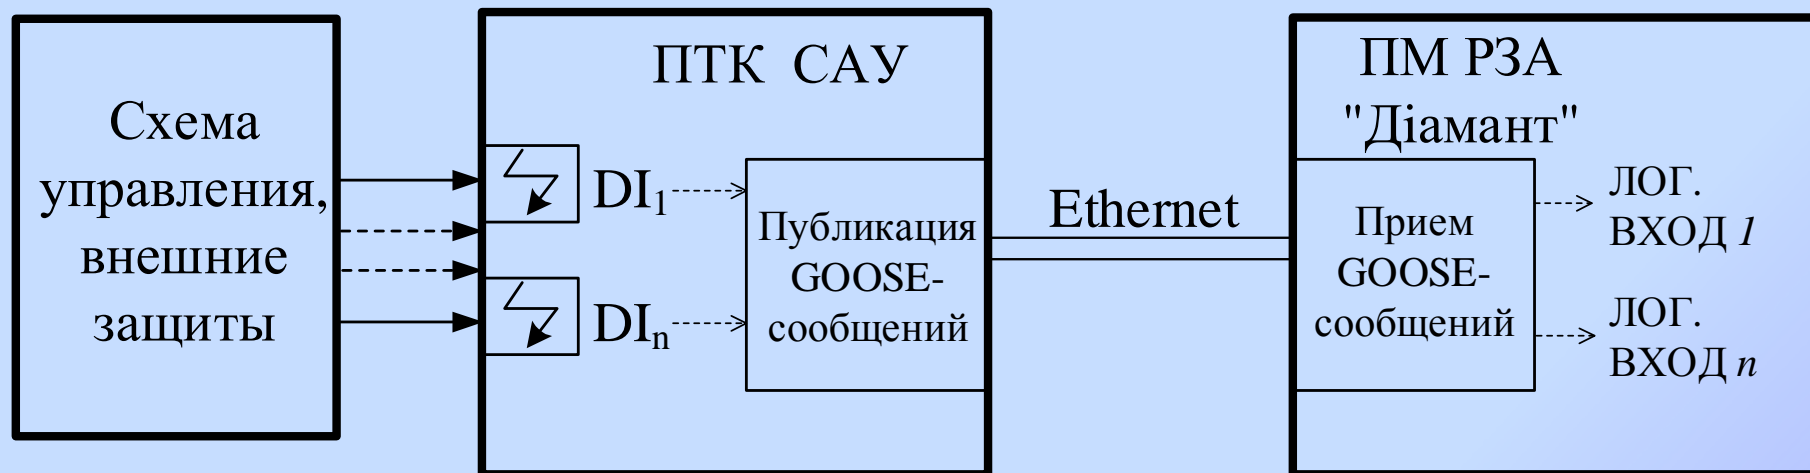 Схема
управления,
внешние
защиты
ПТК САУ
DI₁
DIₙ
Публикация
GOOSE-
сообщений
Ethernet
ПМ РЗА
"Діамант"
Прием
GOOSE-
сообщений
ЛОГ.
ВХОД 1
ЛОГ.
ВХОД n